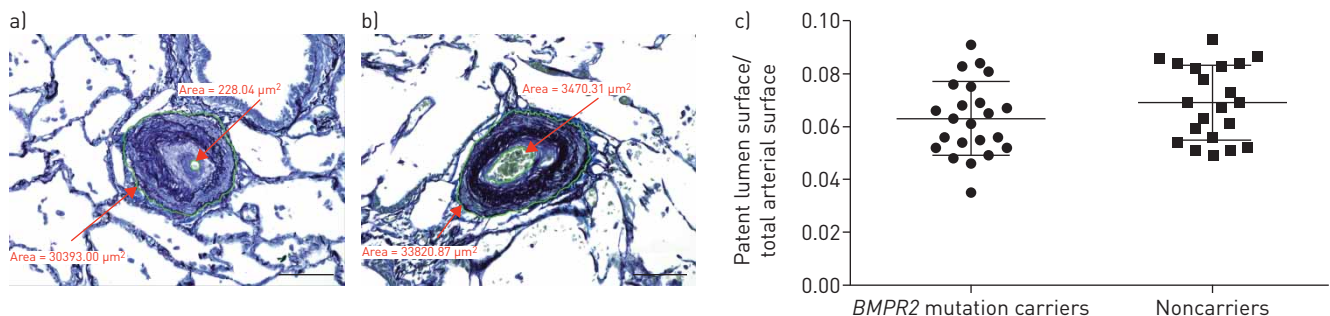 a)
Area = 228.04 µm2
Area = 30393.00 µm2
b)
Area = 3470.31 µm2
Area = 33820.87 µm2
c)
Patent lumen surface/
total arterial surface
0.10
0.08
0.06
0.04
0.02
0.00
BMPR2 mutation carriers
Noncarriers